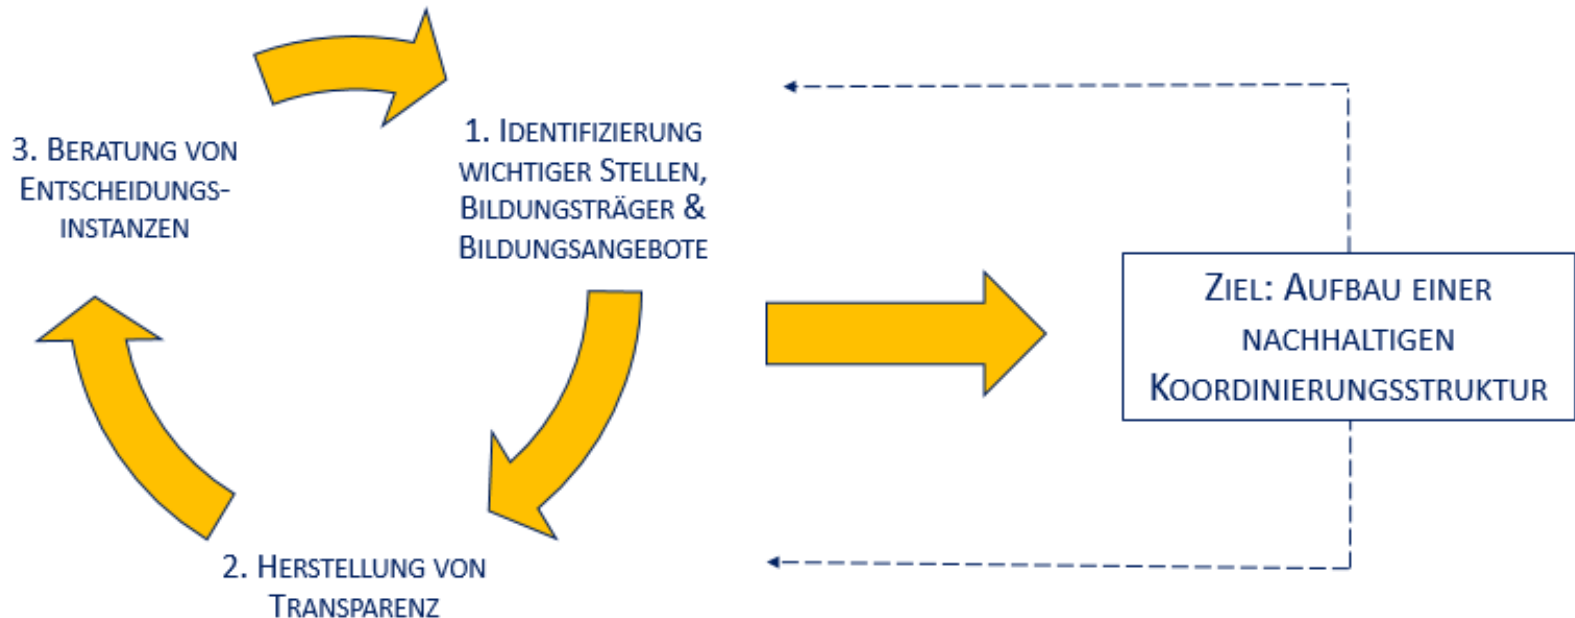 1. Identifizierung
wichtiger Stellen,
Bildungsträger &
Bildungsangebote
2. Herstellung von
Transparenz
3. Beratung von
Entscheidungs-
instanzen
Ziel: Aufbau einer
nachhaltigen
Koordinierungsstruktur